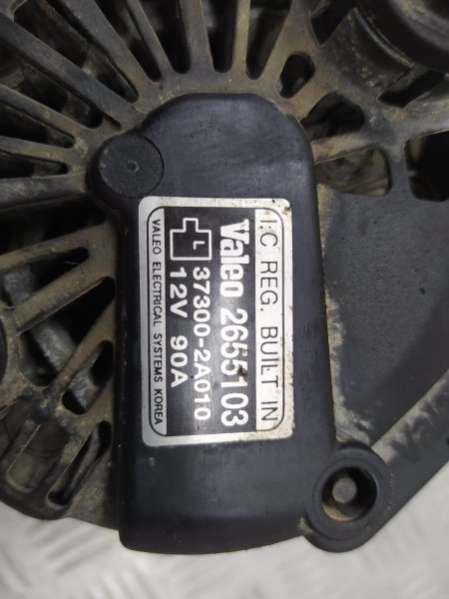 I.C REG. BUILT IN
Valeo 2655103
L 37300-2A010
12V 90A
VALEO ELECTRICAL SYSTEMS KOREA